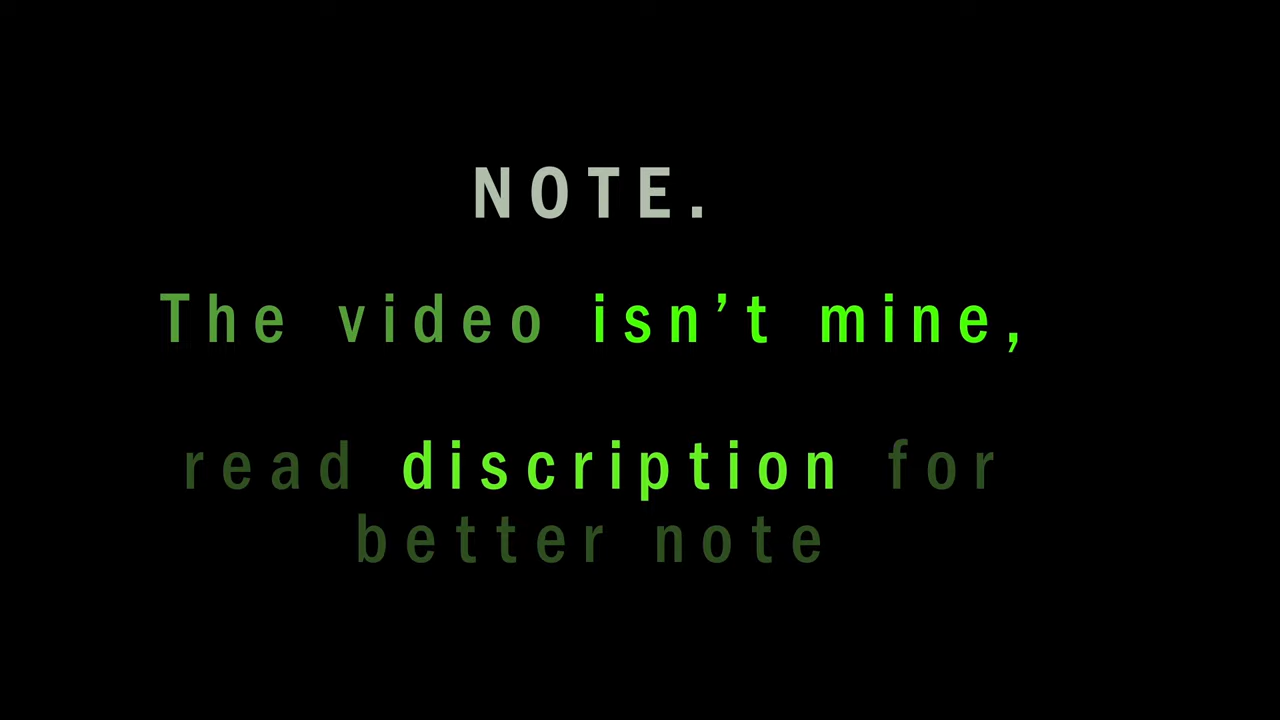 NOTE.
The video isn’t mine,
read discription for
better note